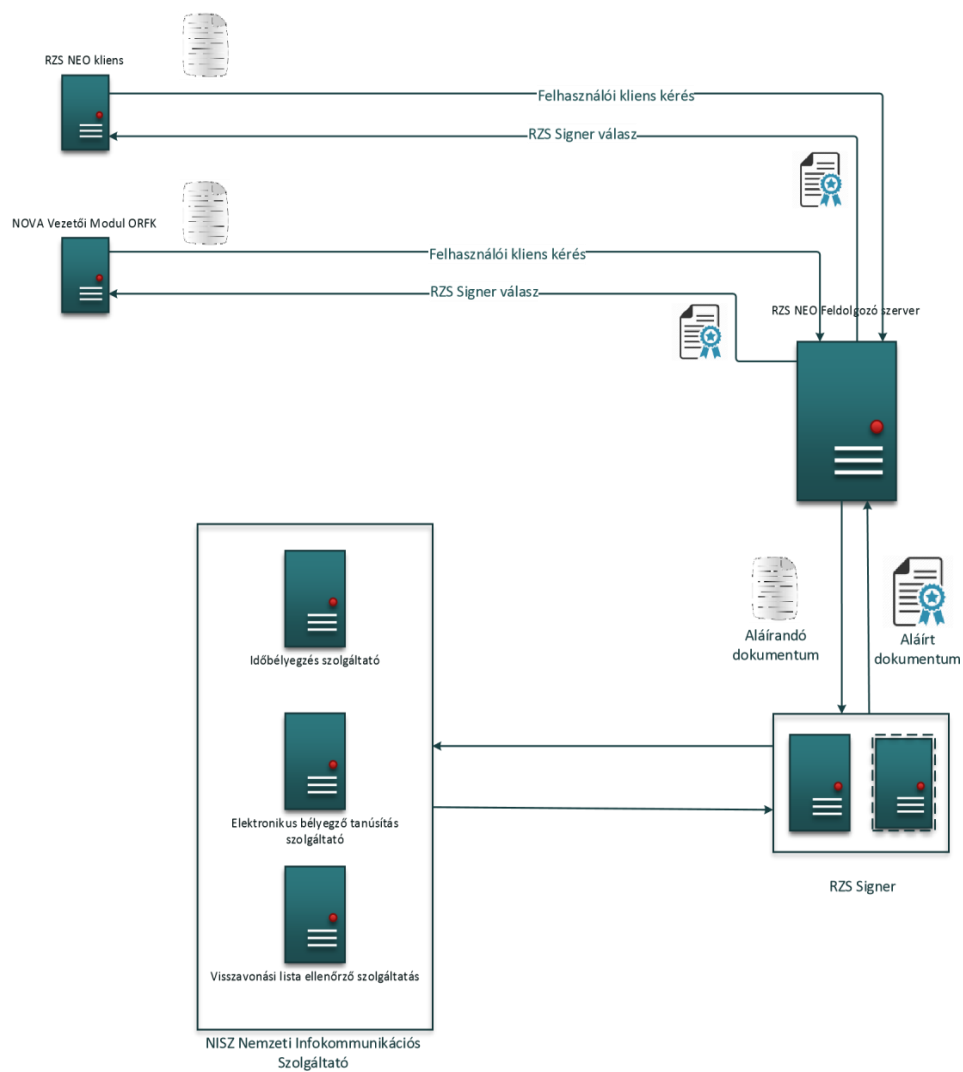 RZS NEO kliens
Felhasználói kliens kérés
RZS Signer válasz
NOVA Vezetői Modul ORFK
Felhasználói kliens kérés
RZS Signer válasz
RZS NEO Feldolgozó szerver
Aláírandó
dokumentum
Aláírt
dokumentum
Időbélyegzés szolgáltató
Elektronikus bélyegző tanúsítás
szolgáltató
Visszavonási lista ellenőrző szolgáltatás
RZS Signer
NISZ Nemzeti Infokommunikációs
Szolgáltató